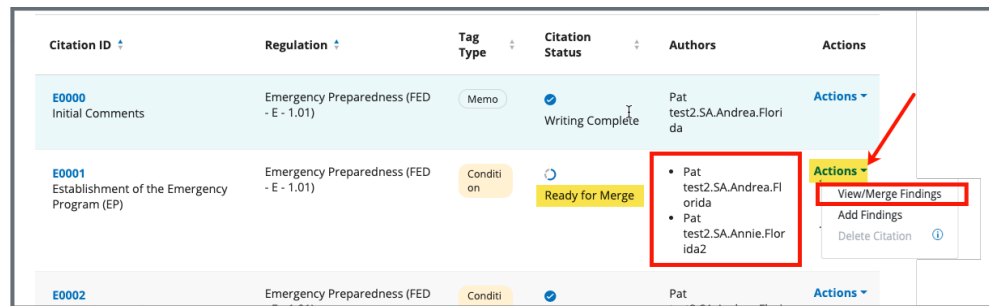 Citation ID Regulation Tag Type Citation Status Authors Actions
E0000
Initial Comments
Emergency Preparedness (FED
- E - 1.01)
Memo
Writing Complete
Pat
test2.SA.Andrea.Flori
da
Actions
E0001
Establishment of the Emergency
Program (EP)
Emergency Preparedness (FED
- E - 1.01)
Conditi
on
Ready for Merge
• Pat
test2.SA.Andrea.Fl
orida
• Pat
test2.SA.Annie.Flor
ida2
Actions
View/Merge Findings
Add Findings
Delete Citation
E0002
Emergency Preparedness (FED
Conditi
Pat
Actions